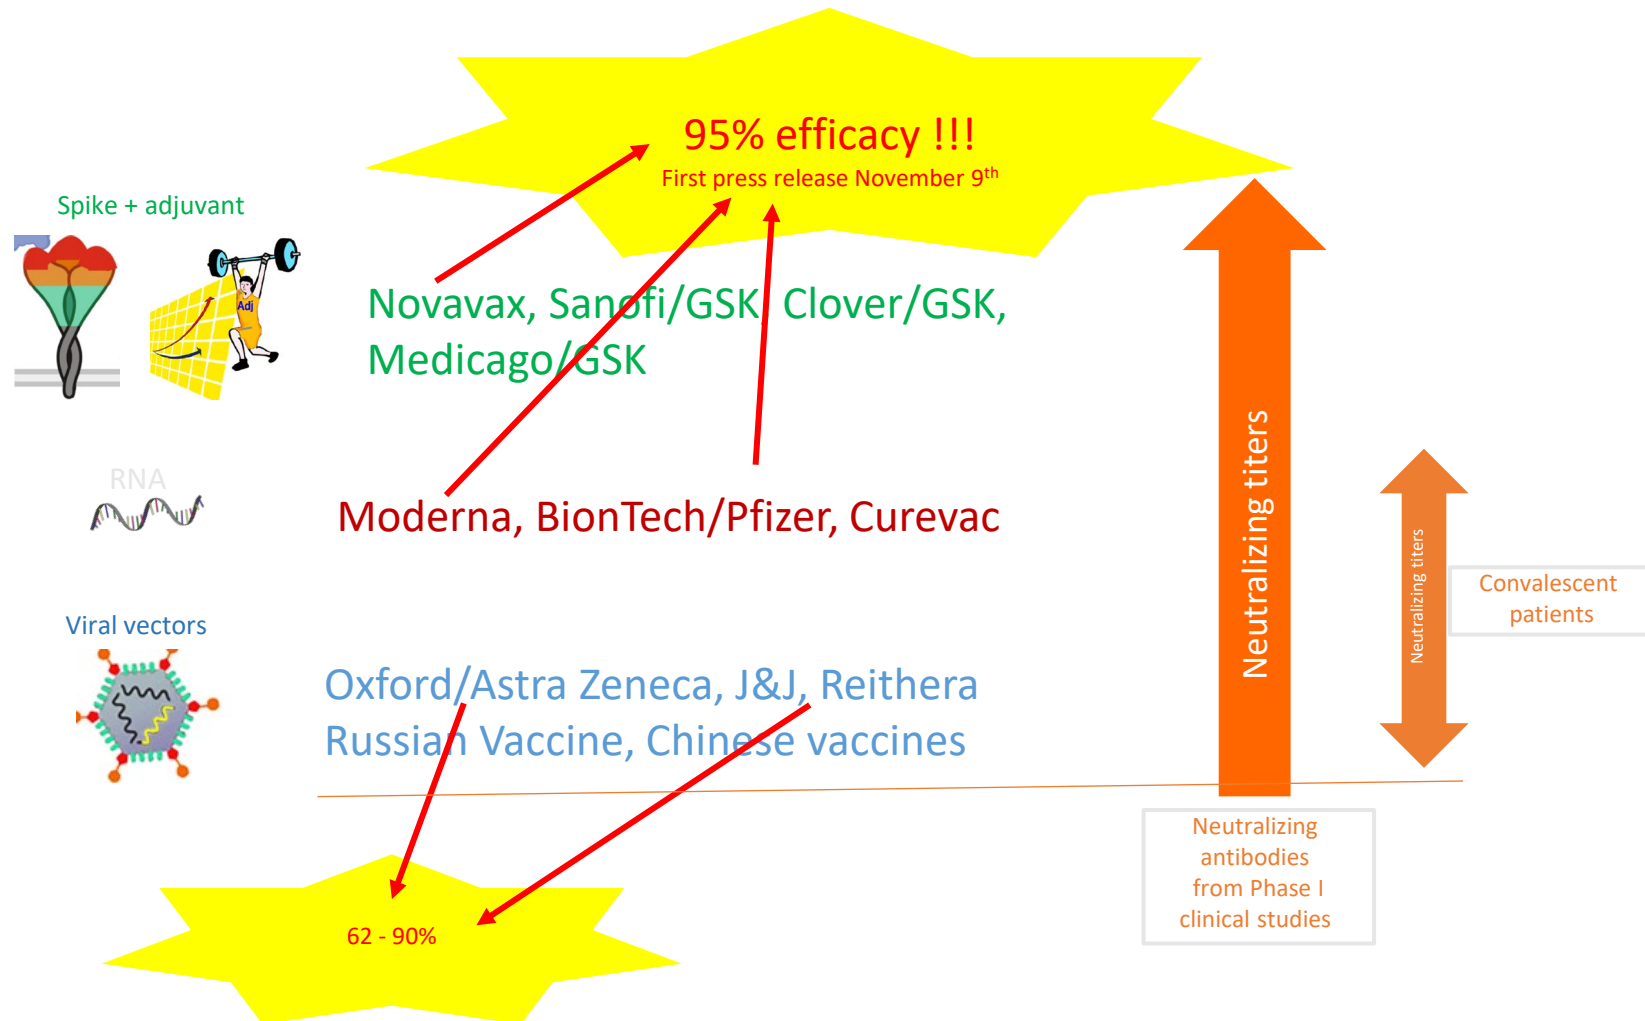 95% efficacy !!!
First press release November 9th
Spike + adjuvant
Adj
Novavax, Sanofi/GSK, Clover/GSK,
Medicago/GSK
RNA
Moderna, BionTech/Pfizer, Curevac
Viral vectors
Oxford/Astra Zeneca, J&J, Reithera
Russian Vaccine, Chinese vaccines
62 - 90%
Neutralizing titers
Neutralizing titers
Convalescent
patients
Neutralizing
antibodies
from Phase I
clinical studies